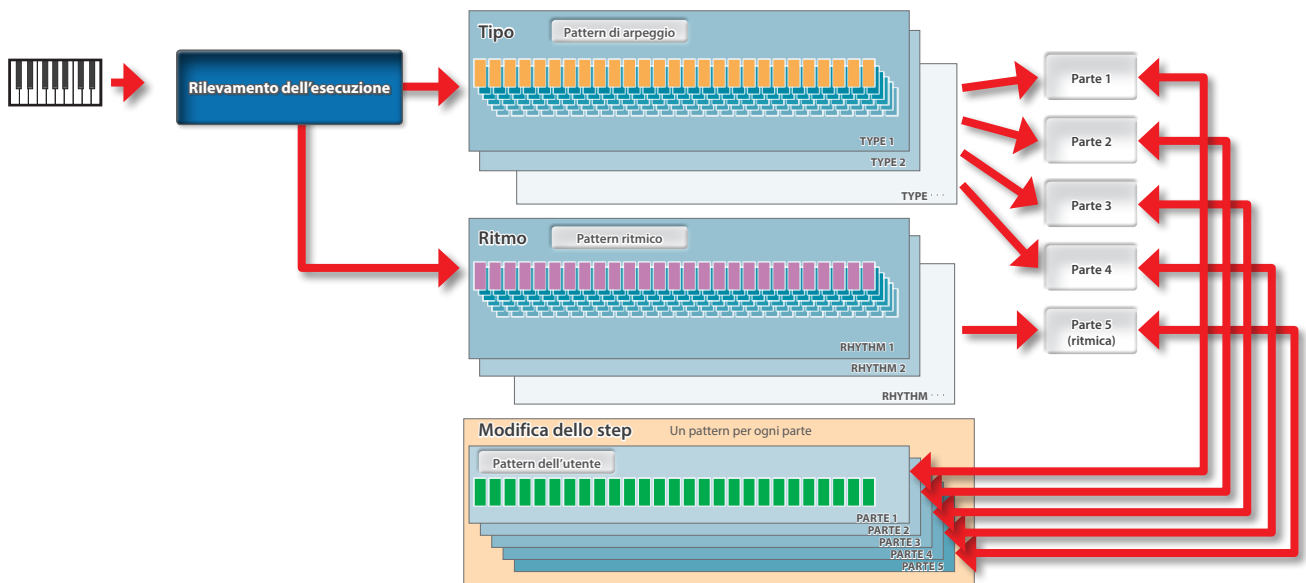 Rilevamento dell'esecuzione
Tipo
Pattern di arpeggio
TYPE 1
TYPE 2
TYPE ···
Ritmo
Pattern ritmico
RHYTHM 1
RHYTHM 2
RHYTHM ···
Modifica dello step
Un pattern per ogni parte
Pattern dell'utente
PARTE 1
PARTE 2
PARTE 3
PARTE 4
PARTE 5
Parte 1
Parte 2
Parte 3
Parte 4
Parte 5
(ritmica)